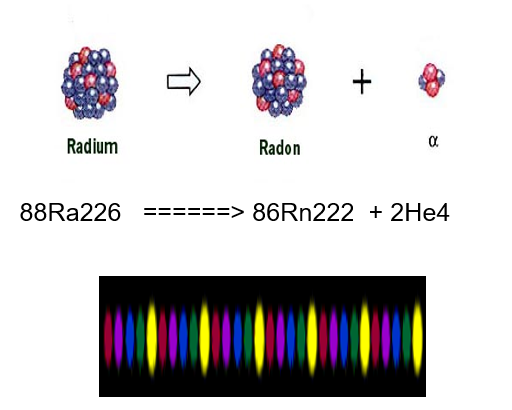 +
Radium Radon α
88Ra226 ======> 86Rn222 + 2He4